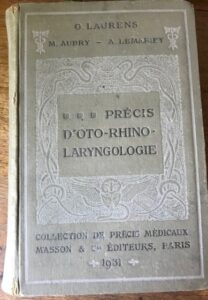 G LAURENS
M. AUBRY – A. LEMARIEY
PRÉCIS
D'OTO-RHINO-
LARYNGOLOGIE
COLLECTION DE PRÉCIS MÉDICAUX
MASSON & Cie ÉDITEURS, PARIS
1931